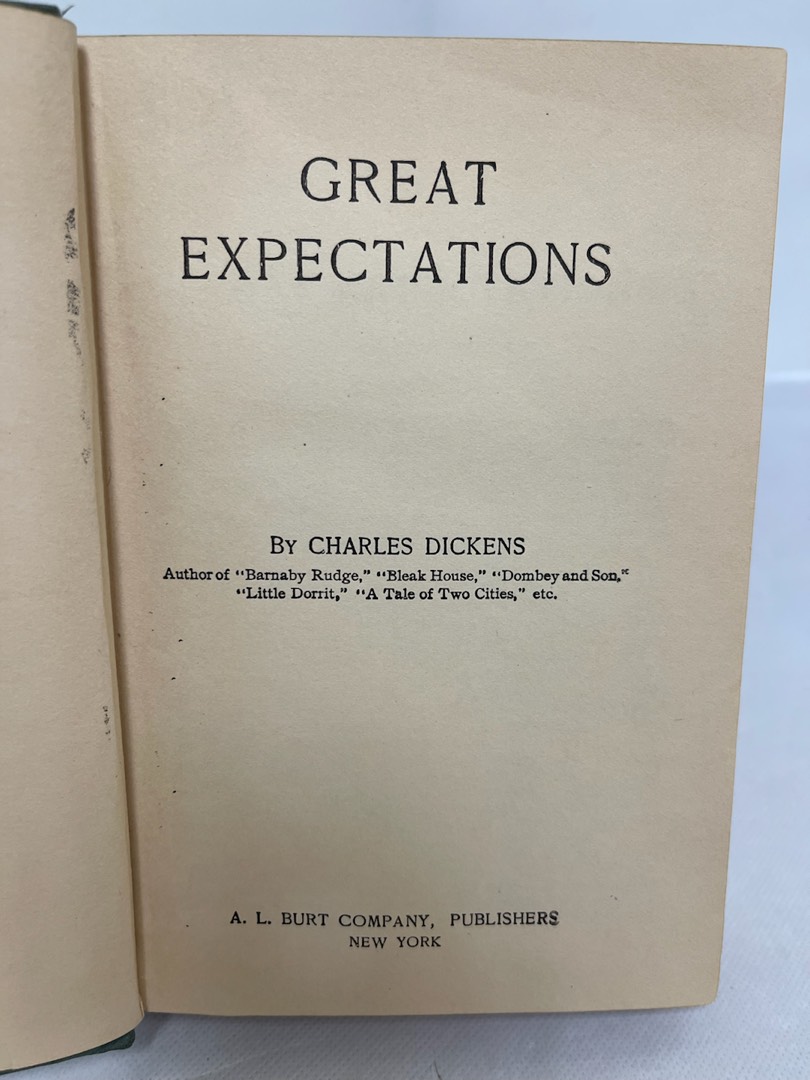 GREAT
EXPECTATIONS
BY CHARLES DICKENS
Author of "Barnaby Rudge," "Bleak House," "Dombey and Son,"
"Little Dorrit," "A Tale of Two Cities," etc.
A. L. BURT COMPANY, PUBLISHERS
NEW YORK